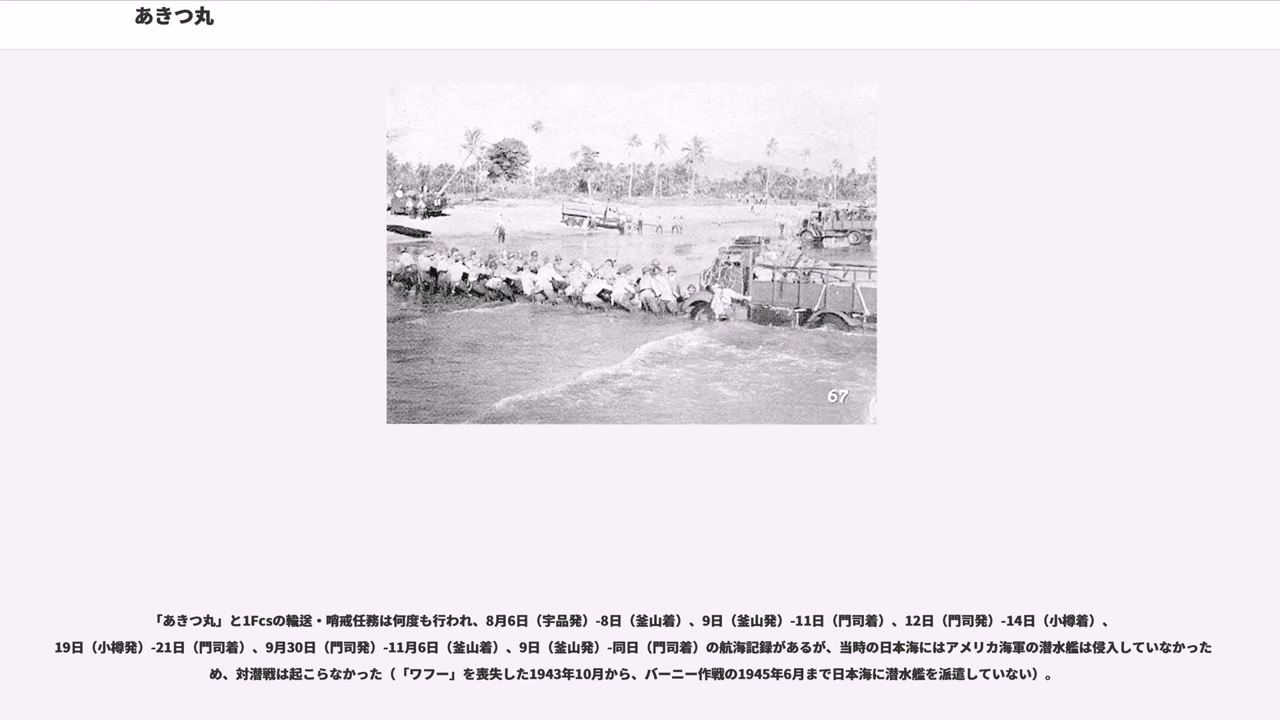 あきつ丸
67
「あきつ丸」と1Fcsの輸送・哨戒任務は何度も行われ、8月6日（宇品発）-8日（釜山着）、9日（釜山発）-11日（門司着）、12日（門司発）-14日（小樽着）、
19日（小樽発）-21日（門司着）、9月30日（門司発）-11月6日（釜山着）、9日（釜山発）-同日（門司着）の航海記録があるが、当時の日本海にはアメリカ海軍の潜水艦は侵入していなかった
め、対潜戦は起こらなかった（「ワフー」を喪失した1943年10月から、バーニー作戦の1945年6月まで日本海に潜水艦を派遣していない）。